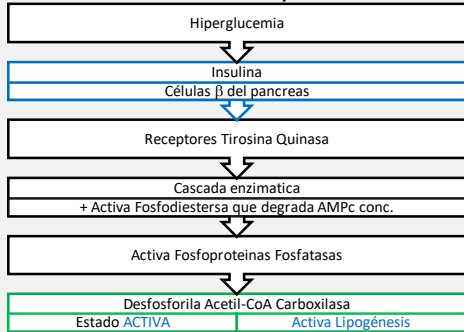 Hiperglucemia
Insulina
Células β del pancreas
Receptores Tirosina Quinasa
Cascada enzimatica
+ Activa Fosfodiestersa que degrada AMPc conc.
Activa Fosfoproteinas Fosfatasas
Desfosforila Acetil-CoA Carboxilasa
Estado ACTIVA
Activa Lipogénesis